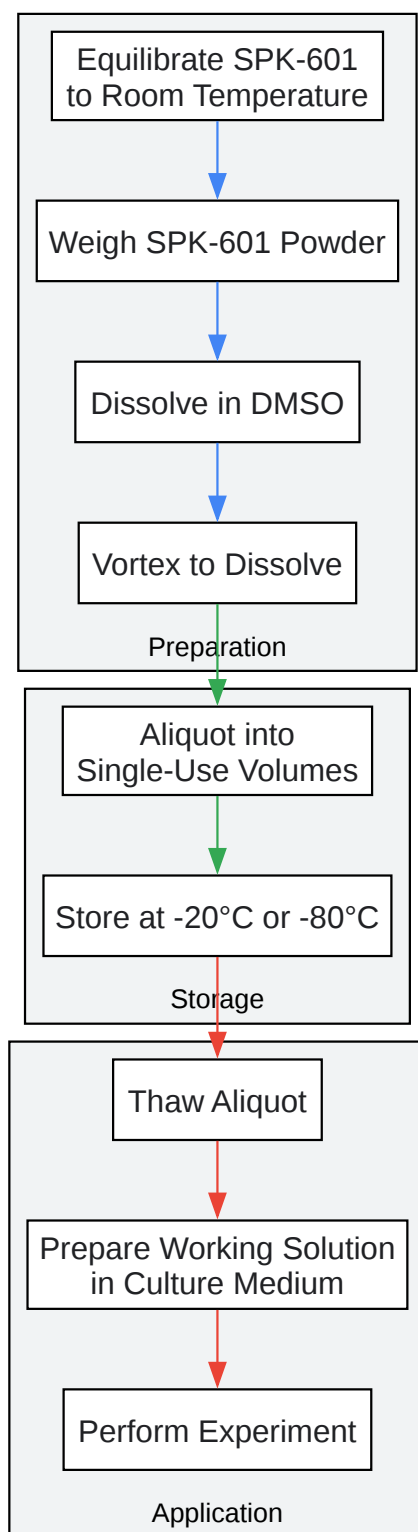 Equilibrate SPK-601
to Room Temperature
Weigh SPK-601 Powder
Dissolve in DMSO
Vortex to Dissolve
Preparation
Aliquot into
Single-Use Volumes
Store at -20°C or -80°C
Storage
Thaw Aliquot
Prepare Working Solution
in Culture Medium
Perform Experiment
Application